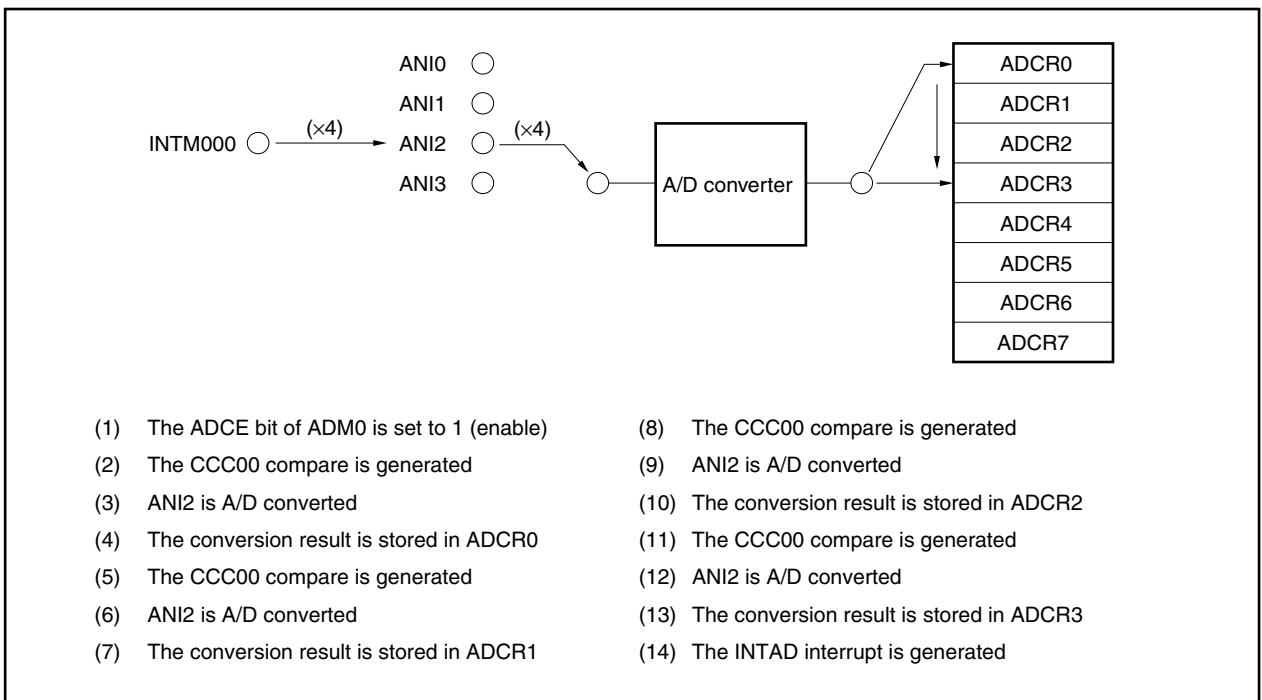 ANI0
ANI1
INTM000 (×4) ANI2 (×4)
ANI3
A/D converter
ADCR0
ADCR1
ADCR2
ADCR3
ADCR4
ADCR5
ADCR6
ADCR7
(1) The ADCE bit of ADM0 is set to 1 (enable)
(2) The CCC00 compare is generated
(3) ANI2 is A/D converted
(4) The conversion result is stored in ADCR0
(5) The CCC00 compare is generated
(6) ANI2 is A/D converted
(7) The conversion result is stored in ADCR1
(8) The CCC00 compare is generated
(9) ANI2 is A/D converted
(10) The conversion result is stored in ADCR2
(11) The CCC00 compare is generated
(12) ANI2 is A/D converted
(13) The conversion result is stored in ADCR3
(14) The INTAD interrupt is generated